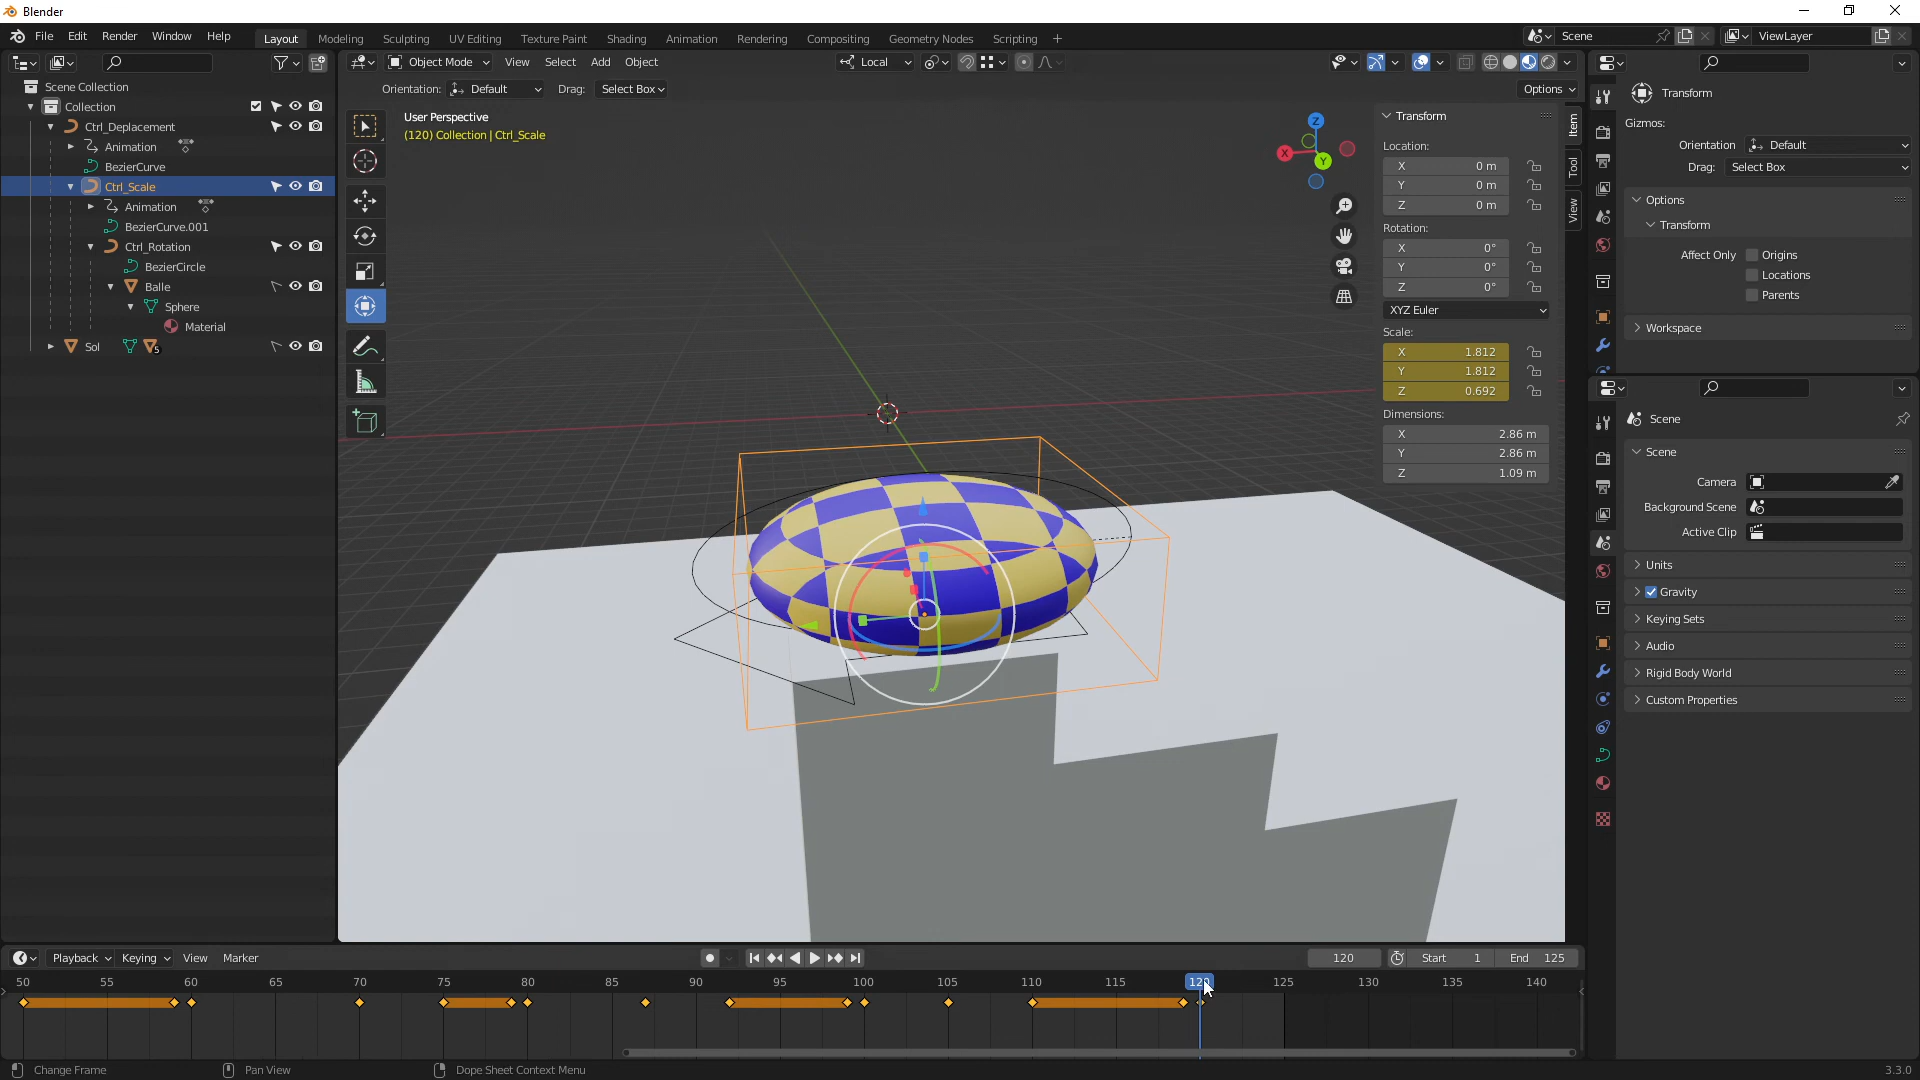 Blender
File Edit Render Window Help Layout Modeling Sculpting UV Editing Texture Paint Shading Animation Rendering Compositing Geometry Nodes Scripting Scene ViewLayer
Object Mode View Select Add Object Local
Orientation: Default Drag: Select Box Options
Scene Collection
Collection
Ctrl_Deplacement
Animation
BezierCurve
Ctrl_Scale
Animation
BezierCurve.001
Ctrl_Rotation
BezierCircle
Balle
Sphere
Material
Sol 5
User Perspective
(120) Collection | Ctrl_Scale
Z
X
Y
Transform
Location:
X 0 m
Y 0 m
Z 0 m
Rotation:
X 0°
Y 0°
Z 0°
XYZ Euler
Scale:
X 1.812
Y 1.812
Z 0.692
Dimensions:
X 2.86 m
Y 2.86 m
Z 1.09 m
Item
Tool
View
Transform
Gizmos:
Orientation Default
Drag: Select Box
Options
Transform
Affect Only Origins
Locations
Parents
Workspace
Scene
Scene
Camera
Background Scene
Active Clip
Units
Gravity
Keying Sets
Audio
Rigid Body World
Custom Properties
Playback Keying View Marker 120 Start 1 End 125
50 55 60 65 70 75 80 85 90 95 100 105 110 115 120 125 130 135 140
Change Frame Pan View Dope Sheet Context Menu 3.3.0